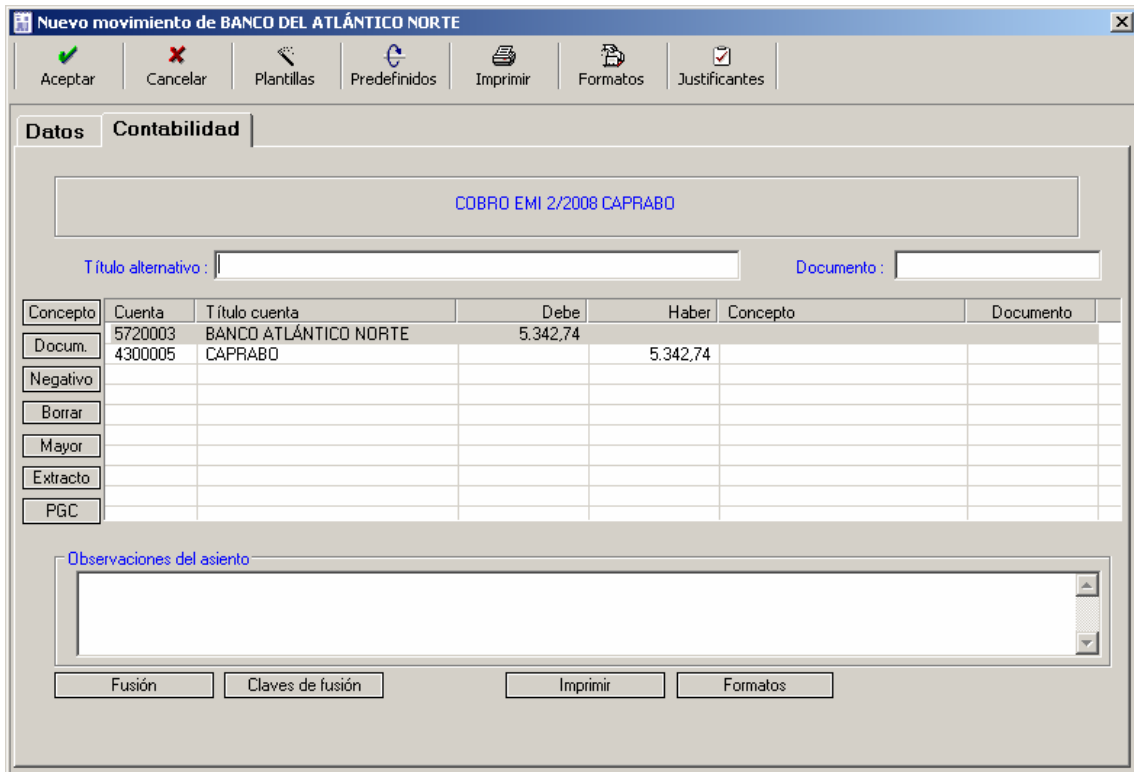 Nuevo movimiento de BANCO DEL ATLÁNTICO NORTE
Aceptar Cancelar Plantillas Predefinidos Imprimir Formatos Justificantes
Datos Contabilidad
COBRO EMI 2/2008 CAPRABO
Título alternativo : Documento :
Concepto Cuenta Título cuenta Debe Haber Concepto Documento
5720003 BANCO ATLÁNTICO NORTE 5.342,74
Docum.
4300005 CAPRABO 5.342,74
Negativo
Borrar
Mayor
Extracto
PGC
Observaciones del asiento
Fusión Claves de fusión Imprimir Formatos